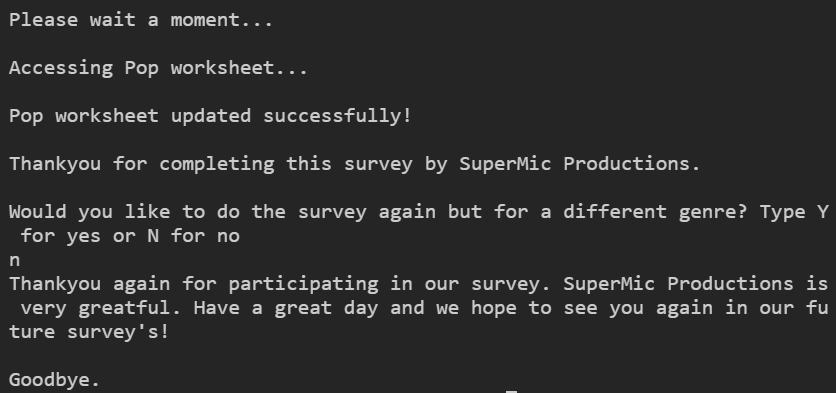 Please wait a moment...
Accessing Pop worksheet...
Pop worksheet updated successfully!
Thankyou for completing this survey by SuperMic Productions.
Would you like to do the survey again but for a different genre? Type Y
 for yes or N for no
n
Thankyou again for participating in our survey. SuperMic Productions is
 very greatful. Have a great day and we hope to see you again in our fu
ture survey's!
Goodbye.